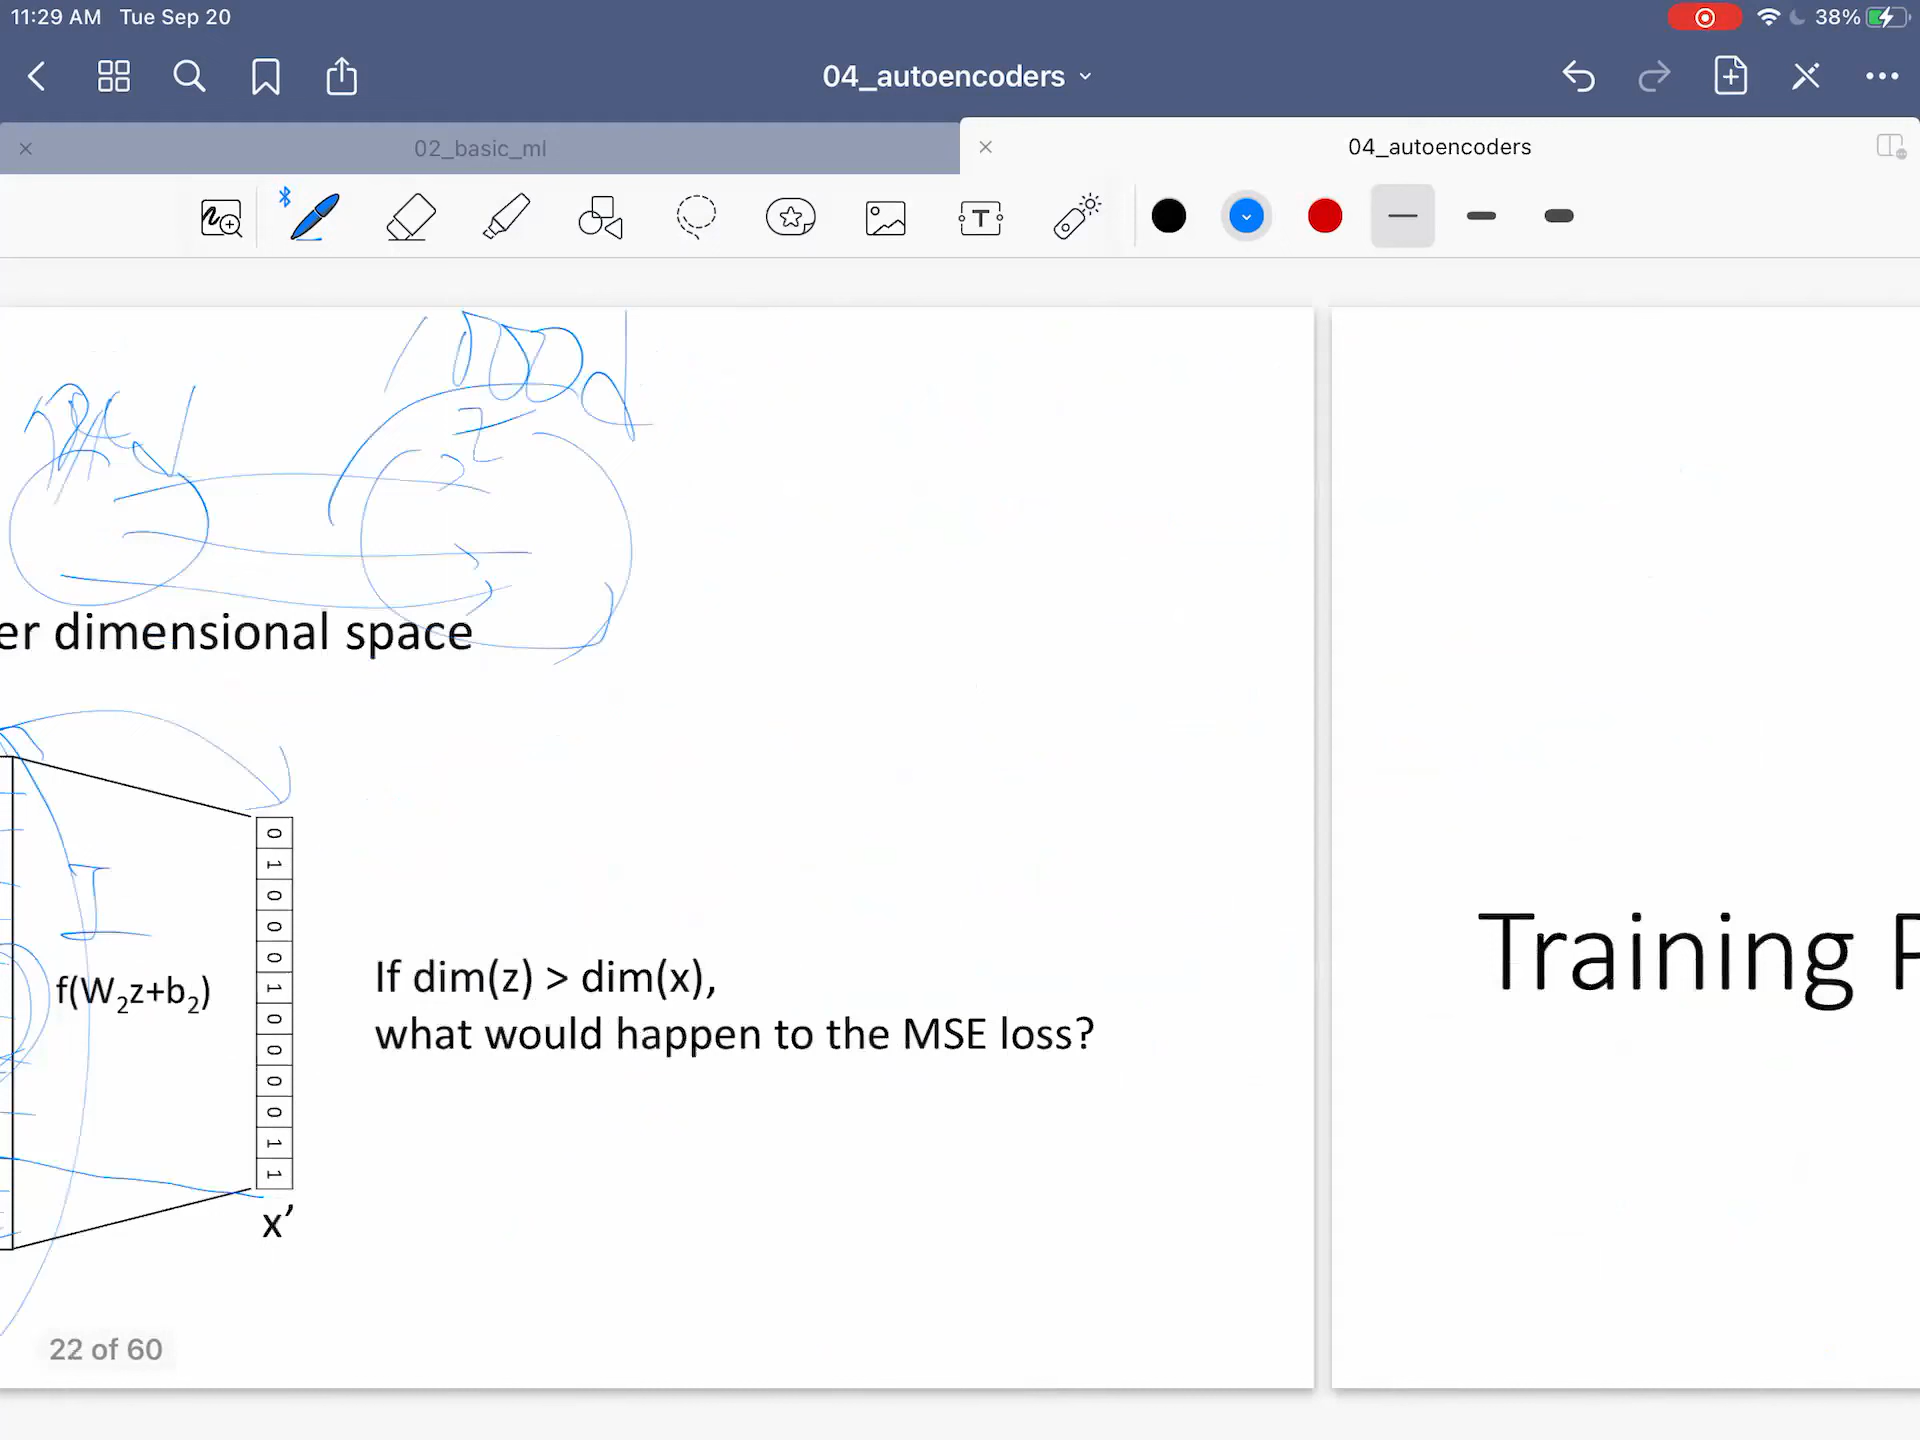 11:29 AM Tue Sep 20
38%
04_autoencoders
02_basic_ml
04_autoencoders
T
1000d
z
er dimensional space
I
f(W₂z+b₂)
0
1
0
0
0
1
0
0
0
0
1
1
x’
If dim(z) > dim(x),
what would happen to the MSE loss?
22 of 60
Training P